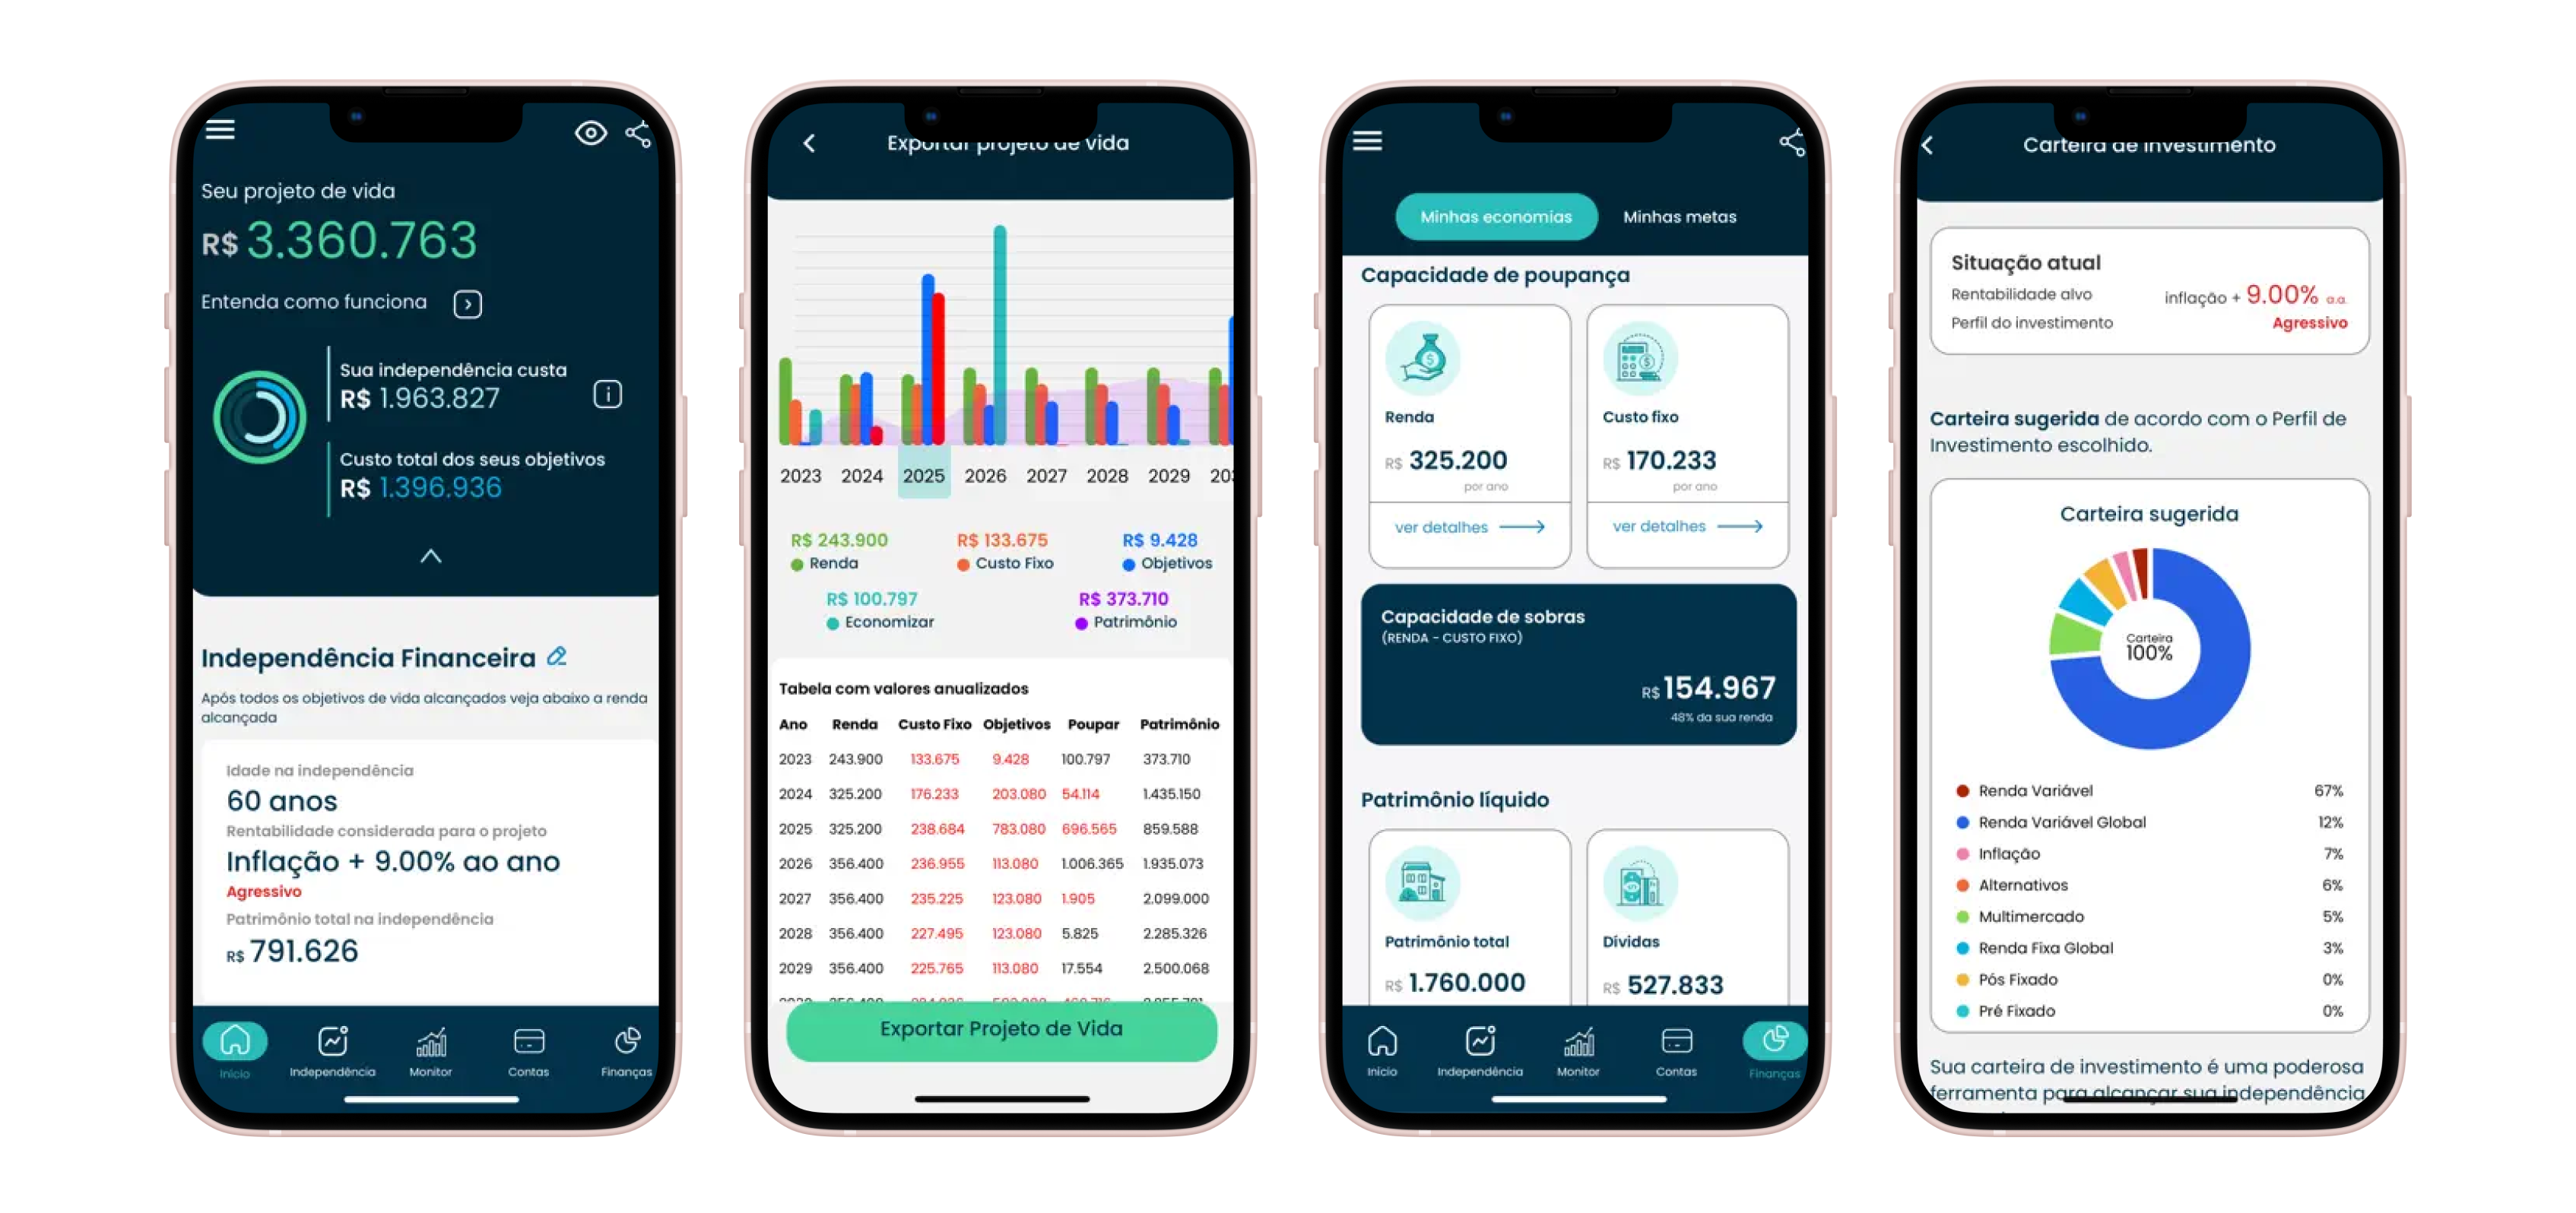 Seu projeto de vida
R$ 3.360.763
Entenda como funciona
Sua independência custa
R$ 1.963.827
Custo total dos seus objetivos
R$ 1.396.936
Independência Financeira
Após todos os objetivos de vida alcançados veja abaixo a renda
alcançada
Idade na independência
60 anos
Rentabilidade considerada para o projeto
Inflação + 9.00% ao ano
Agressivo
Patrimônio total na independência
R$ 791.626
Início Independência Monitor Contas Finanças
Exportar projeto de vida
2023 2024 2025 2026 2027 2028 2029
R$ 243.900 R$ 133.675 R$ 9.428
Renda Custo Fixo Objetivos
R$ 100.797 R$ 373.710
Economizar Patrimônio
Tabela com valores anualizados
Ano Renda Custo Fixo Objetivos Poupar Patrimônio
2023 243.900 133.675 9.428 100.797 373.710
2024 325.200 176.233 203.080 54.114 1.435.150
2025 325.200 238.684 783.080 696.565 859.588
2026 356.400 236.955 113.080 1.006.365 1.935.073
2027 356.400 235.225 123.080 1.905 2.099.000
2028 356.400 227.495 123.080 5.825 2.285.326
2029 356.400 225.765 113.080 17.554 2.500.068
Exportar Projeto de Vida
Minhas economias Minhas metas
Capacidade de poupança
Renda Custo fixo
R$ 325.200 R$ 170.233
por ano por ano
ver detalhes ver detalhes
Capacidade de sobras
(RENDA - CUSTO FIXO)
R$ 154.967
48% da sua renda
Patrimônio líquido
Patrimônio total Dívidas
R$ 1.760.000 R$ 527.833
Início Independência Monitor Contas Finanças
Carteira de investimento
Situação atual
Rentabilidade alvo inflação + 9.00% a.a.
Perfil do investimento Agressivo
Carteira sugerida de acordo com o Perfil de
Investimento escolhido.
Carteira sugerida
Carteira
100%
Renda Variável 67%
Renda Variável Global 12%
Inflação 7%
Alternativos 6%
Multimercado 5%
Renda Fixa Global 3%
Pós Fixado 0%
Pré Fixado 0%
Sua carteira de investimento é uma poderosa
ferramenta para alcançar sua independência